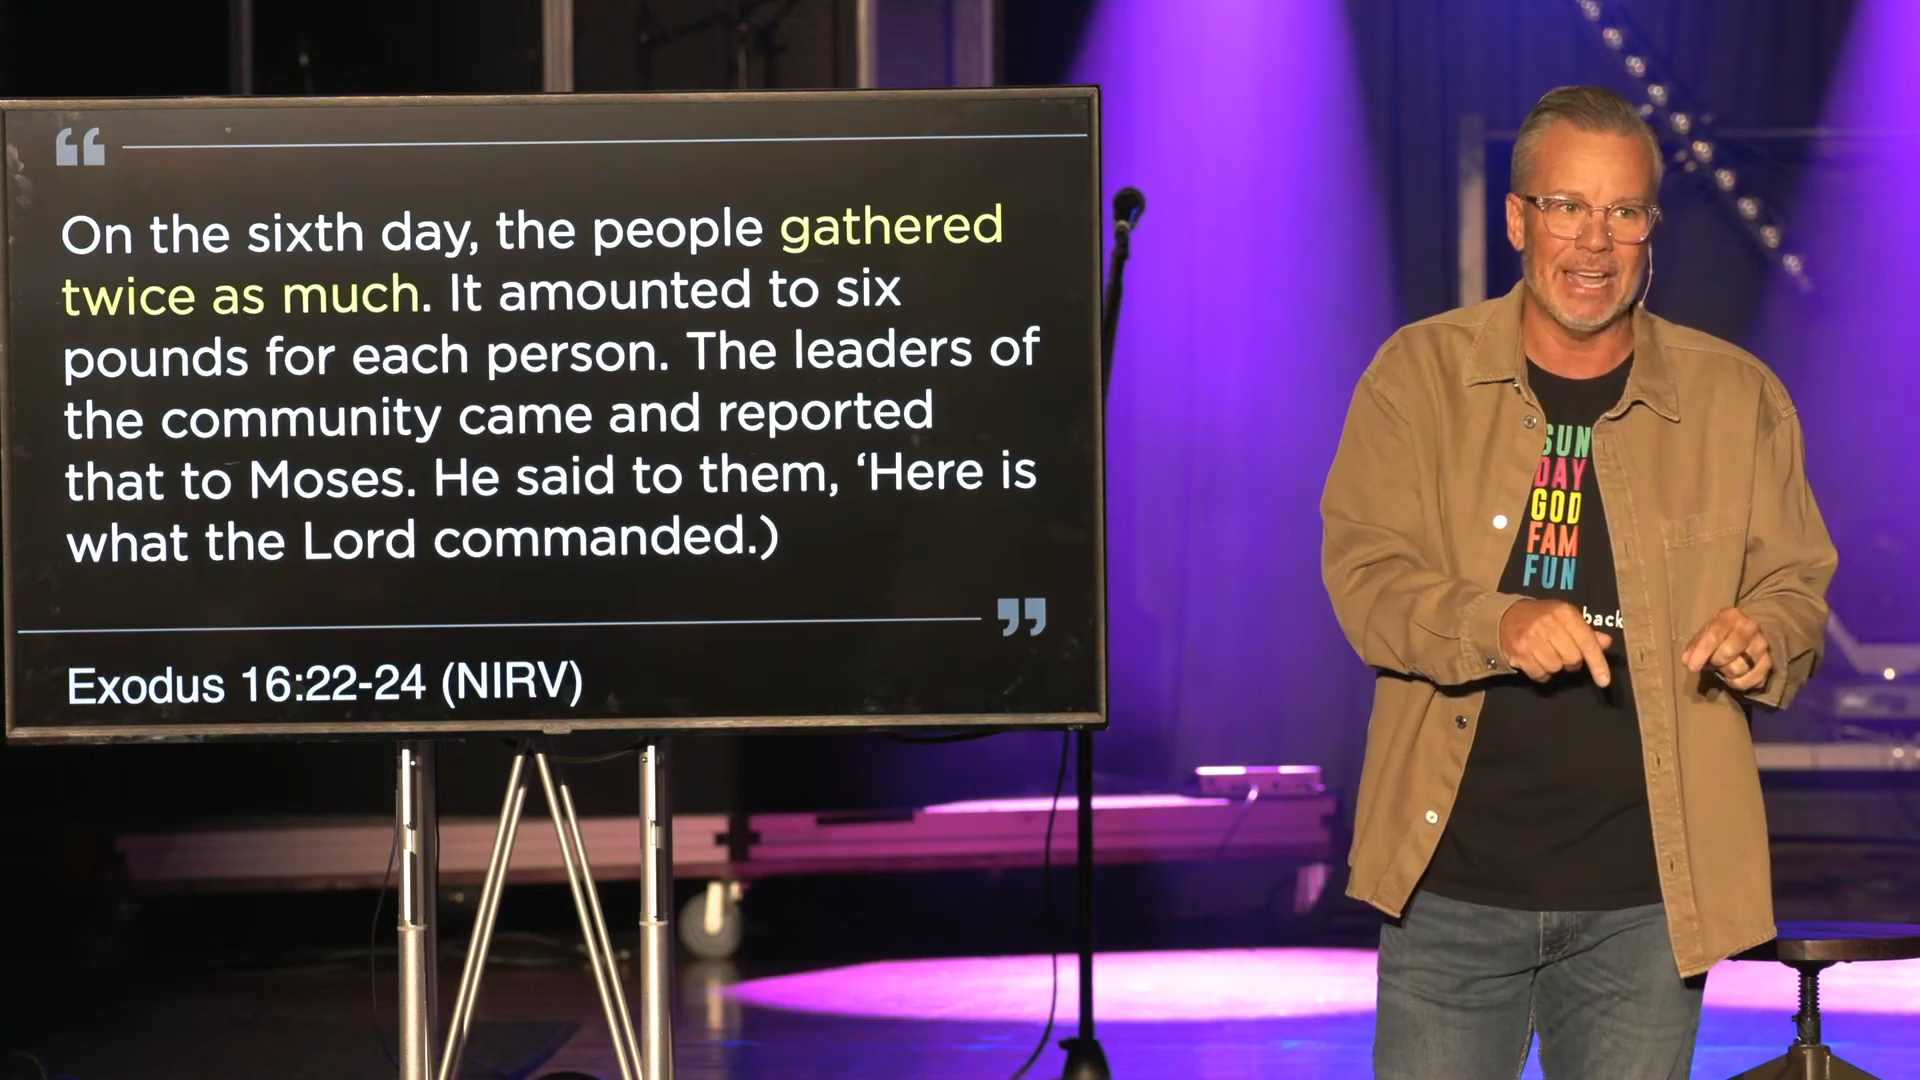 “
On the sixth day, the people gathered
twice as much. It amounted to six
pounds for each person. The leaders of
the community came and reported
that to Moses. He said to them, ‘Here is
what the Lord commanded.)
”
Exodus 16:22-24 (NIRV)
SUN
DAY
GOD
FAM
FUN
back